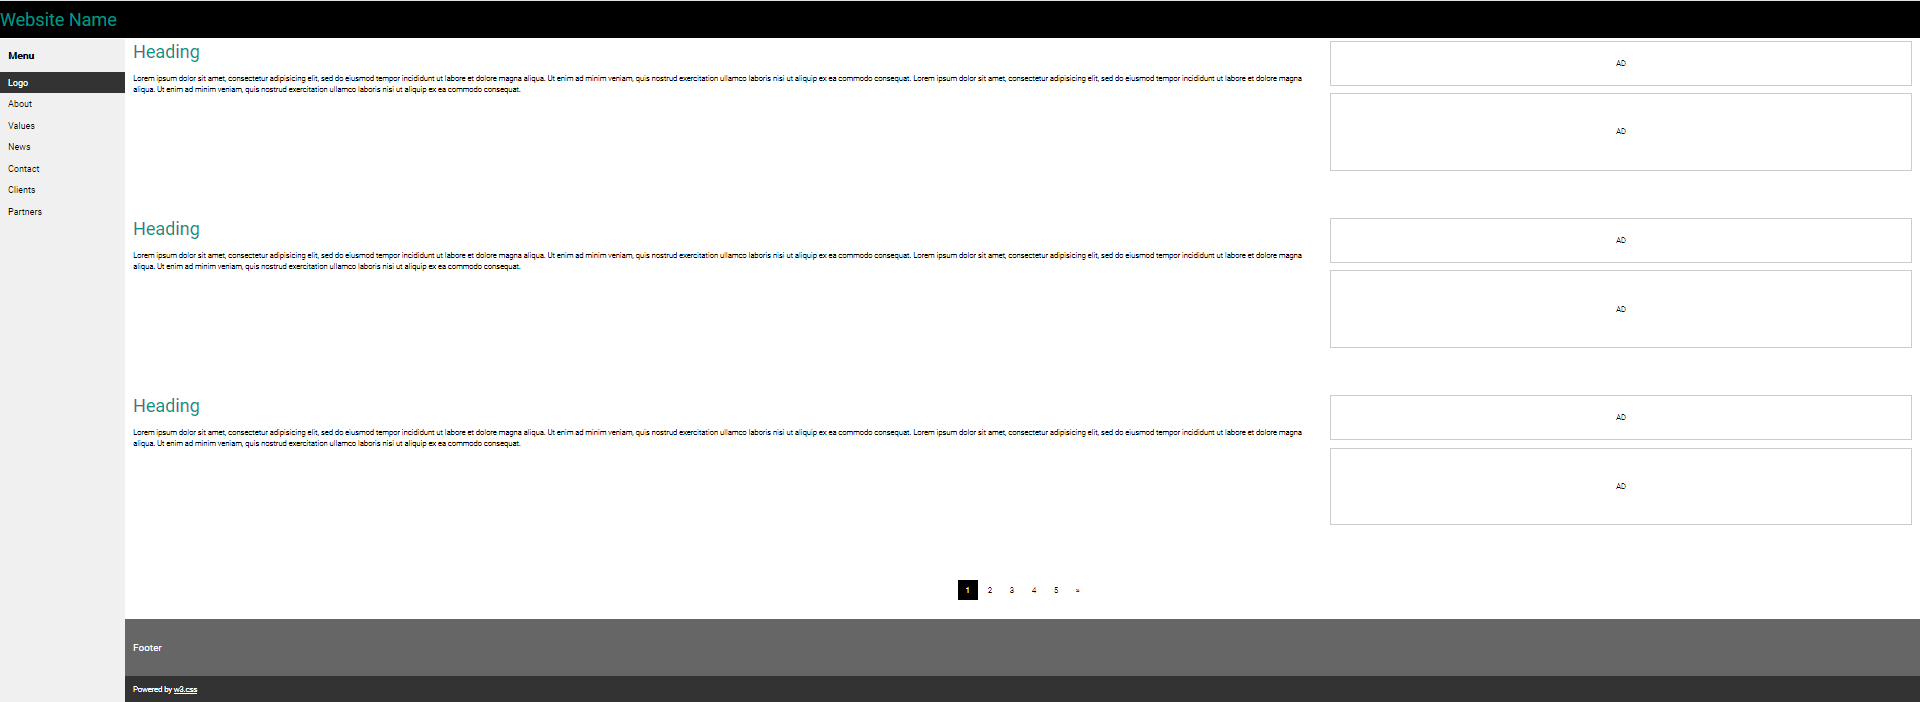 Website Name
Menu
Logo
About
Values
News
Contact
Clients
Partners
Heading
Lorem ipsum dolor sit amet, consectetur adipisicing elit, sed do eiusmod tempor incididunt ut labore et dolore magna aliqua. Ut enim ad minim veniam, quis nostrud exercitation ullamco laboris nisi ut aliquip ex ea commodo consequat. Lorem ipsum dolor sit amet, consectetur adipisicing elit, sed do eiusmod tempor incididunt ut labore et dolore magna
aliqua. Ut enim ad minim veniam, quis nostrud exercitation ullamco laboris nisi ut aliquip ex ea commodo consequat.
AD
AD
Heading
Lorem ipsum dolor sit amet, consectetur adipisicing elit, sed do eiusmod tempor incididunt ut labore et dolore magna aliqua. Ut enim ad minim veniam, quis nostrud exercitation ullamco laboris nisi ut aliquip ex ea commodo consequat. Lorem ipsum dolor sit amet, consectetur adipisicing elit, sed do eiusmod tempor incididunt ut labore et dolore magna
aliqua. Ut enim ad minim veniam, quis nostrud exercitation ullamco laboris nisi ut aliquip ex ea commodo consequat.
AD
AD
Heading
Lorem ipsum dolor sit amet, consectetur adipisicing elit, sed do eiusmod tempor incididunt ut labore et dolore magna aliqua. Ut enim ad minim veniam, quis nostrud exercitation ullamco laboris nisi ut aliquip ex ea commodo consequat. Lorem ipsum dolor sit amet, consectetur adipisicing elit, sed do eiusmod tempor incididunt ut labore et dolore magna
aliqua. Ut enim ad minim veniam, quis nostrud exercitation ullamco laboris nisi ut aliquip ex ea commodo consequat.
AD
AD
1 2 3 4 5 »
Footer
Powered by w3.css